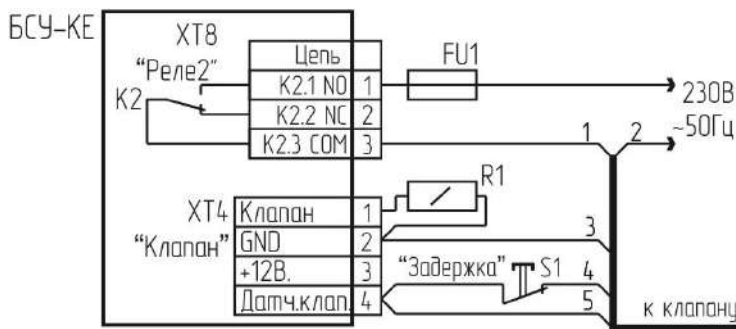 БСУ-КЕ
XT8
"Реле2"
K2
Цепь
K2.1 NO 1
K2.2 NC 2
K2.3 COM 3
FU1
230В
~50Гц
1 2
R1
XT4
"Клапан"
Клапан 1
GND 2
+12В. 3
Датч.клап. 4
3
"Задержка" S1 4
5
к клапану